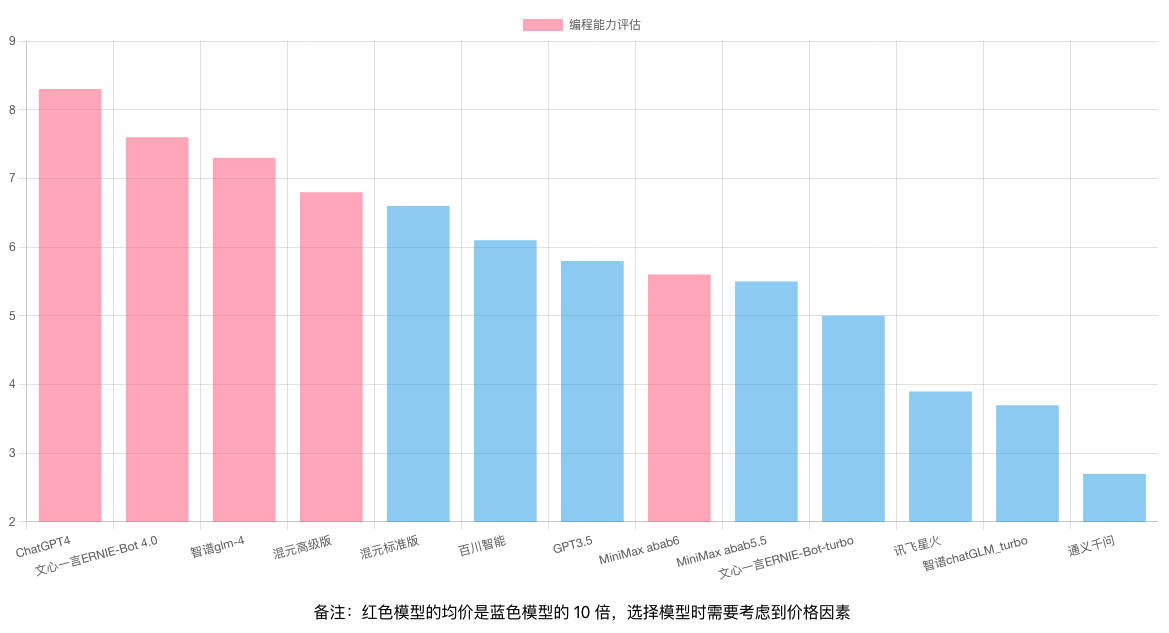 编程能力评估
9
8
7
6
5
4
3
2
ChatGPT4
文心一言ERNIE-Bot 4.0
智谱glm-4
混元高级版
混元标准版
百川智能
GPT3.5
MiniMax abab6
MiniMax abab5.5
文心一言ERNIE-Bot-turbo
讯飞星火
智谱chatGLM_turbo
通义千问
备注：红色模型的均价是蓝色模型的 10 倍，选择模型时需要考虑到价格因素